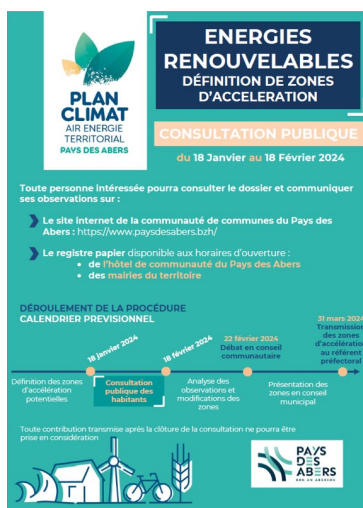 PLAN
CLIMAT
AIR ENERGIE
TERRITORIAL
PAYS DES ABERS
ENERGIES
RENOUVELABLES
DÉFINITION DE ZONES
D'ACCELERATION
CONSULTATION PUBLIQUE
du 18 Janvier au 18 Février 2024
Toute personne intéressée pourra consulter le dossier et communiquer
ses observations sur :
Le site internet de la communauté de communes du Pays des
Abers : https://www.paysdesabers.bzh/
Le registre papier disponible aux horaires d'ouverture :
• de l'hôtel de communauté du Pays des Abers
• des mairies du territoire
DÉROULEMENT DE LA PROCÉDURE
CALENDRIER PREVISIONNEL
18 janvier 2024
18 février 2024
22 février 2024
Débat en conseil
communautaire
31 mars 2024
Transmission
des zones
d'accélération
au référent
préfectoral
Définition des zones
d'accélération
potentielles
Consultation
publique des
habitants
Analyse des
observations et
modifications des
zones
Présentation des
zones en conseil
municipal
Toute contribution transmise après la clôture de la consultation ne pourra être
prise en considération
PAYS
DES
ABERS
BRO AN ABERIOÙ